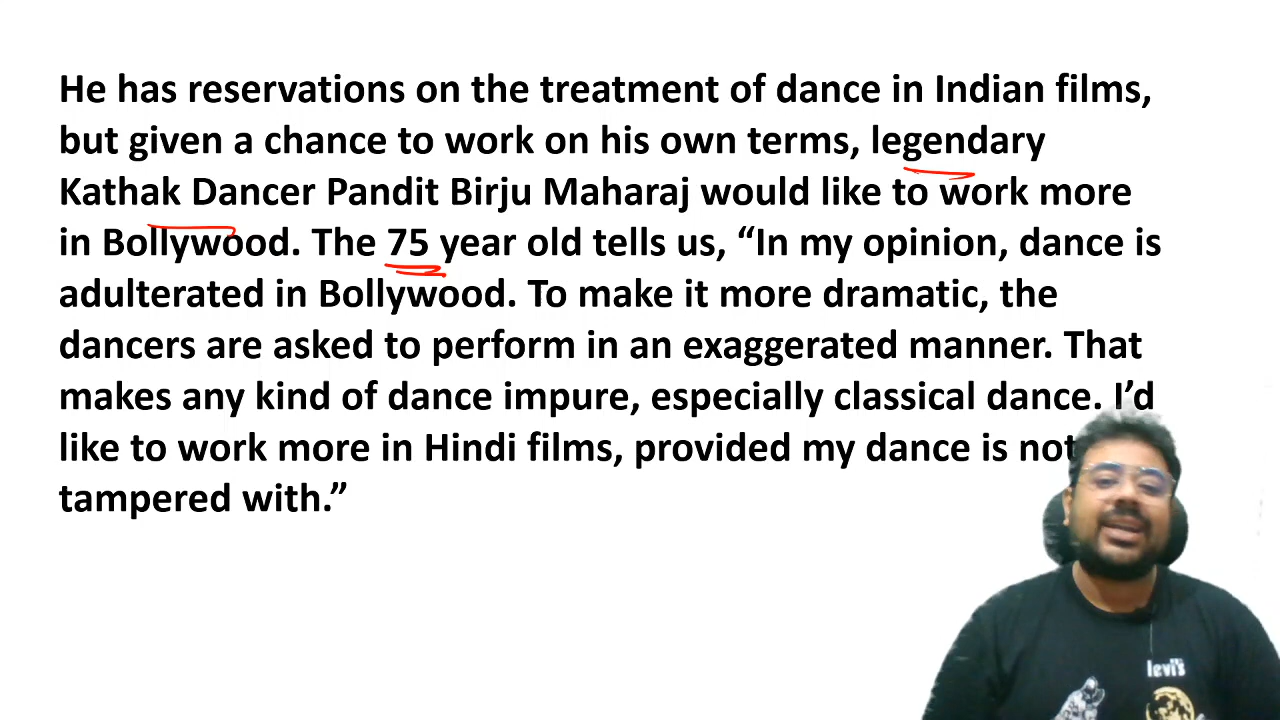 He has reservations on the treatment of dance in Indian films,
but given a chance to work on his own terms, legendary
Kathak Dancer Pandit Birju Maharaj would like to work more
in Bollywood. The 75 year old tells us, “In my opinion, dance is
adulterated in Bollywood. To make it more dramatic, the
dancers are asked to perform in an exaggerated manner. That
makes any kind of dance impure, especially classical dance. I’d
like to work more in Hindi films, provided my dance is not
tampered with.”
levi's